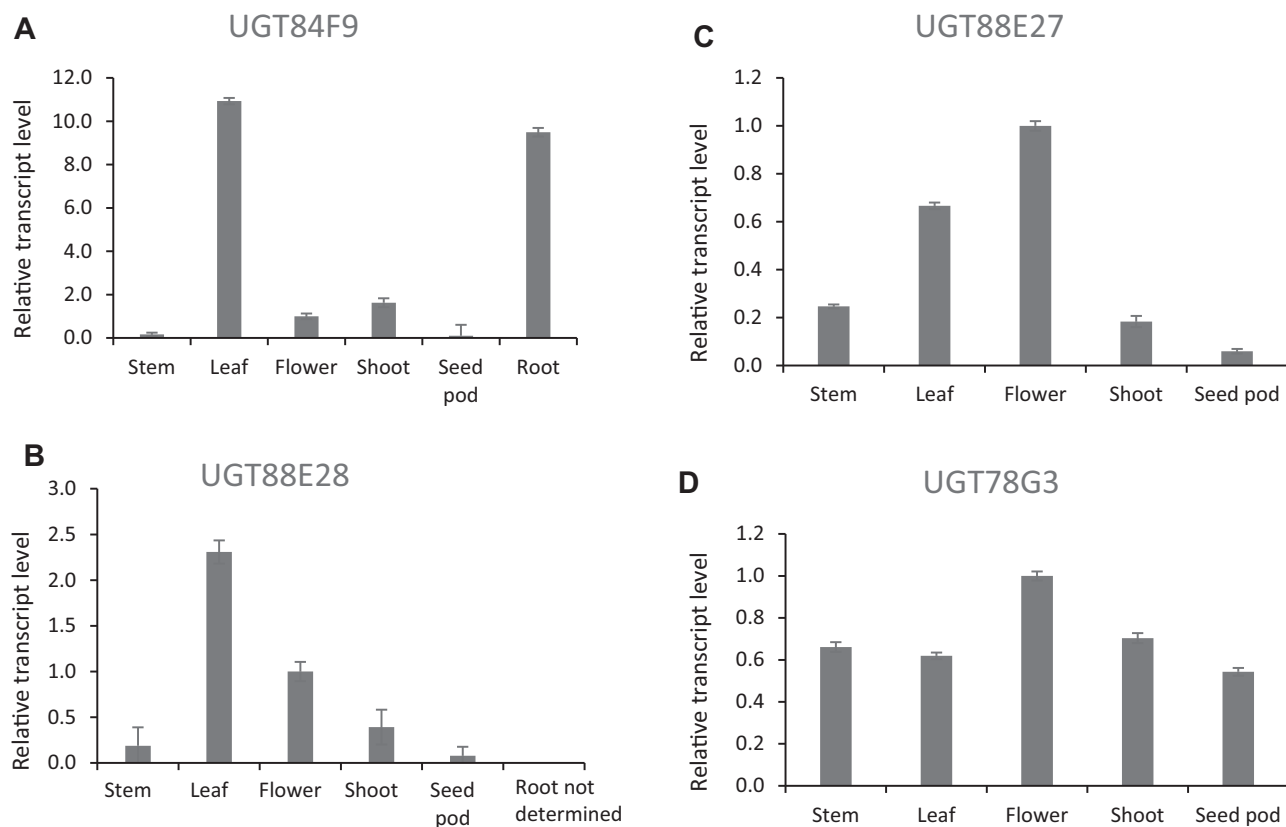 A
UGT84F9
Relative transcript level
12.0
10.0
8.0
6.0
4.0
2.0
0.0
Stem
Leaf
Flower
Shoot
Seed
pod
Root
B
UGT88E28
Relative transcript level
3.0
2.5
2.0
1.5
1.0
0.5
0.0
Stem
Leaf
Flower
Shoot
Seed
pod
Root not
determined
C
UGT88E27
Relative transcript level
1.2
1.0
0.8
0.6
0.4
0.2
0.0
Stem
Leaf
Flower
Shoot
Seed pod
D
UGT78G3
Relative transcript level
1.2
1.0
0.8
0.6
0.4
0.2
0.0
Stem
Leaf
Flower
Shoot
Seed pod